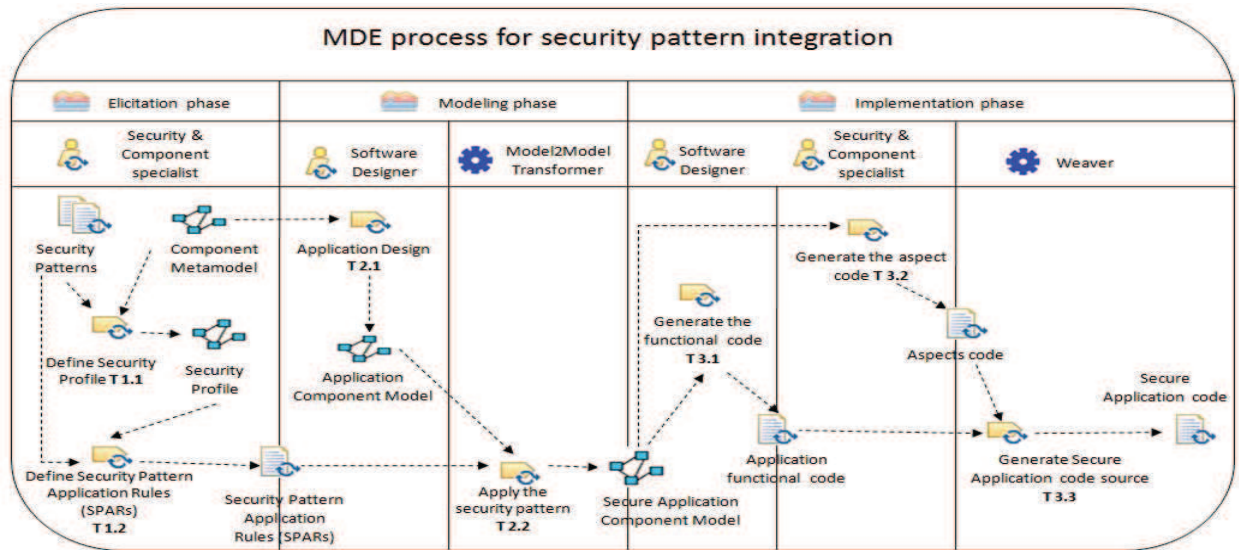 MDE process for security pattern integration
Elicitation phase
Modeling phase
Implementation phase
Security &
Component
specialist
Software
Designer
Model2Model
Transformer
Software
Designer
Security &
Component
specialist
Weaver
Security
Patterns
Component
Metamodel
Application Design
T 2.1
Generate the aspect
code T 3.2
Define Security
Profile T 1.1
Security
Profile
Application
Component Model
Generate the
functional code
T 3.1
Aspects code
Secure
Application code
Define Security Pattern
Application Rules
(SPARs)
T 1.2
Security Pattern
Application
Rules (SPARs)
Apply the
security pattern
T 2.2
Secure Application
Component Model
Application
functional code
Generate Secure
Application code source
T 3.3